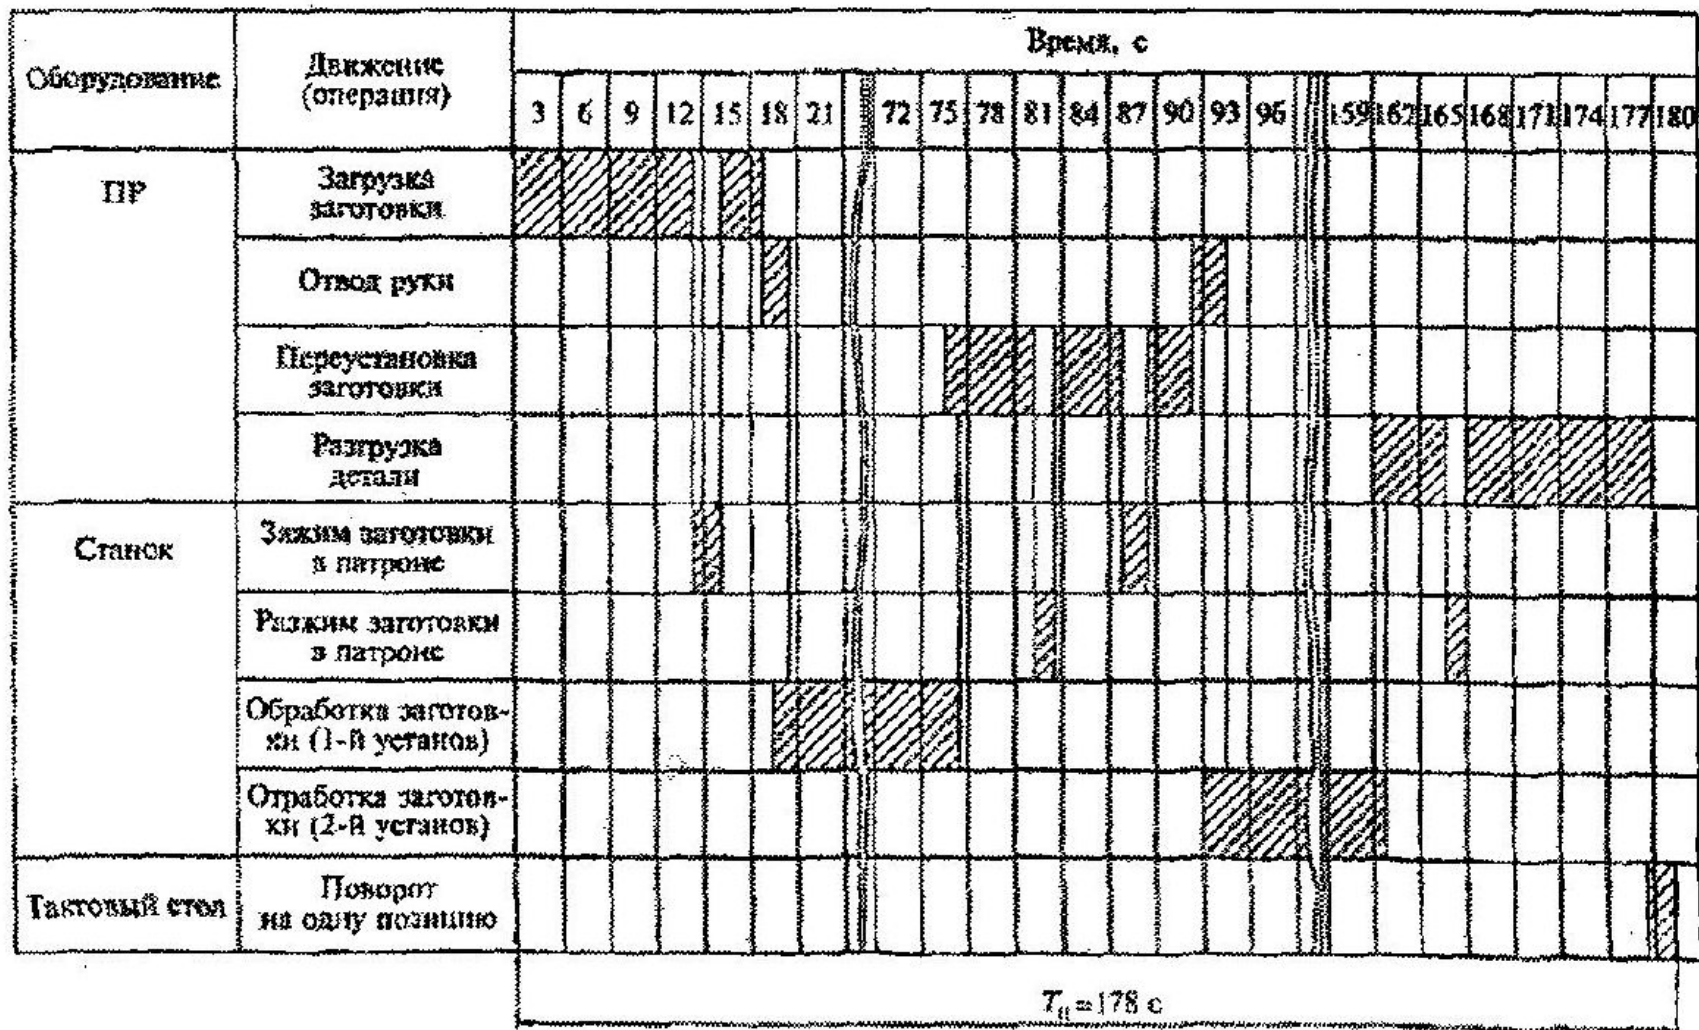 Время, с
Оборудование
Движение
(операция)
3 6 9 12 15 18 21 72 75 78 81 84 87 90 93 96 159 162 165 168 171 174 177 180
ПР
Загрузка
заготовки
Отвод руки
Переустановка
заготовки
Разгрузка
детали
Станок
Зажим заготовки
в патроне
Разжим заготовки
в патроне
Обработка заготов-
ки (1-й установ)
Отработка заготов-
ки (2-й установ)
Тактовый стол
Поворот
на одну позицию
Tц=178 с